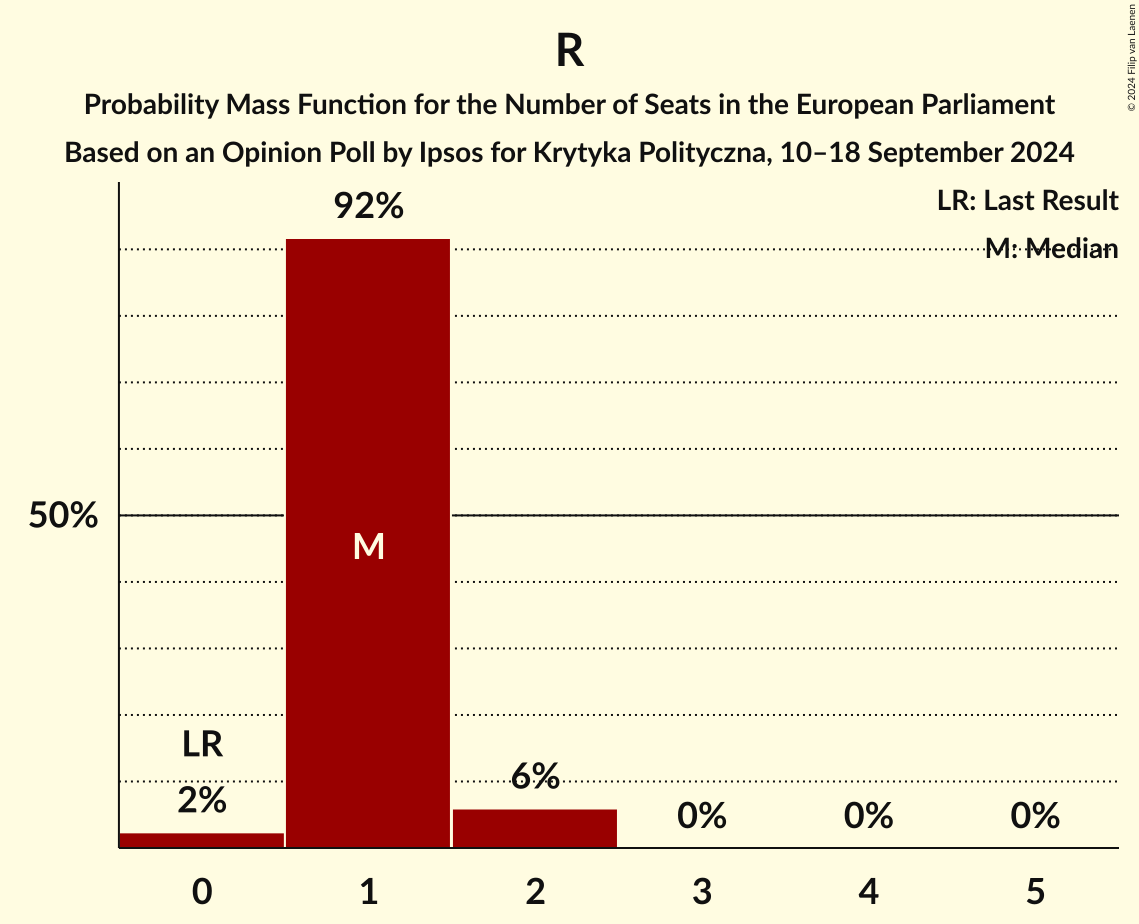 R
Probability Mass Function for the Number of Seats in the European Parliament
Based on an Opinion Poll by Ipsos for Krytyka Polityczna, 10–18 September 2024
© 2024 Filip van Laenen
LR: Last Result
M: Median
92%
50%
M
LR
2%
6%
0%
0%
0%
0
1
2
3
4
5